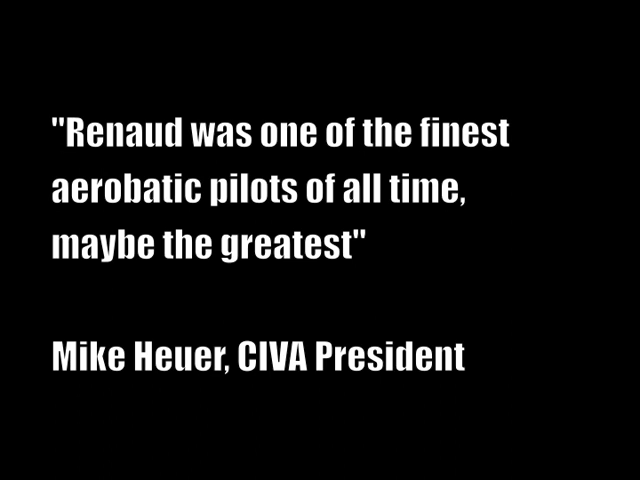 "Renaud was one of the finest
aerobatic pilots of all time,
maybe the greatest"
Mike Heuer, CIVA President